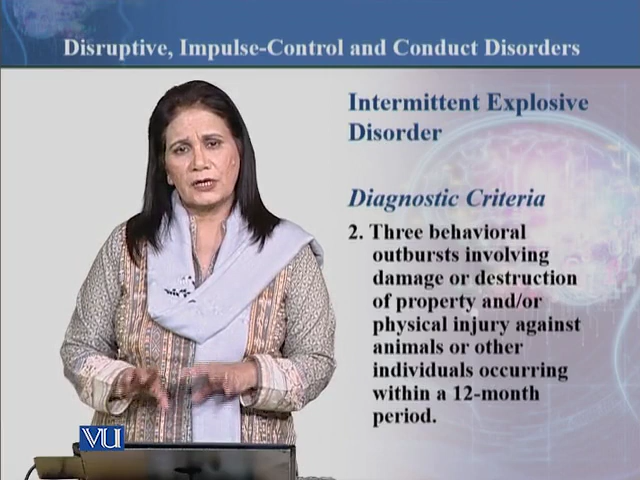 Disruptive, Impulse-Control and Conduct Disorders
Intermittent Explosive
Disorder
Diagnostic Criteria
2. Three behavioral
outbursts involving
damage or destruction
of property and/or
physical injury against
animals or other
individuals occurring
within a 12-month
period.
VU